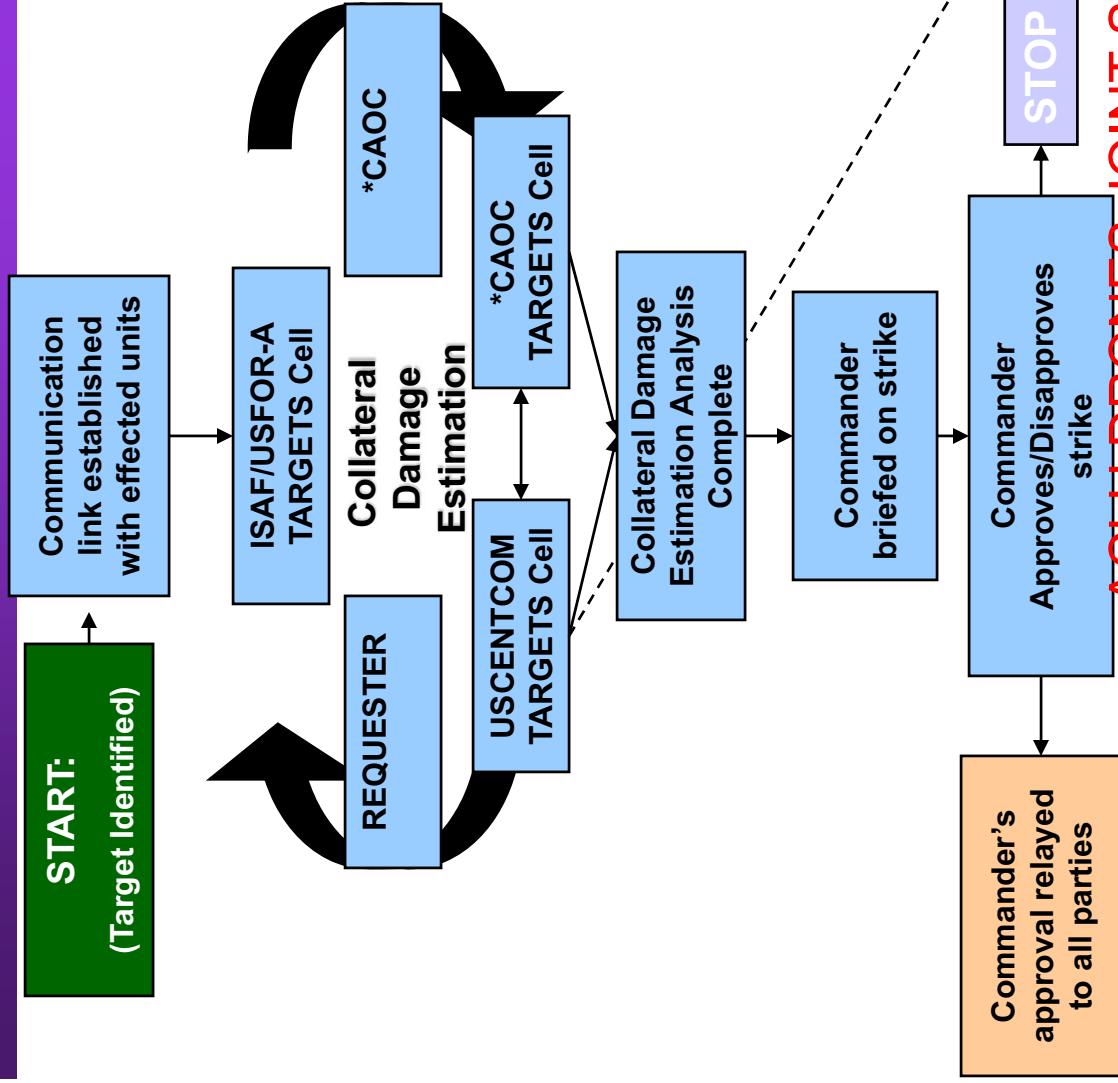 START:
(Target Identified)
Communication
link established
with effected units
ISAF/USFOR-A
TARGETS Cell
REQUESTER
Collateral
Damage
Estimation
*CAOC
USCENTCOM
TARGETS Cell
*CAOC
TARGETS Cell
Collateral Damage
Estimation Analysis
Complete
Commander
briefed on strike
Commander
Approves/Disapproves
strike
STOP
Commander’s
approval relayed
to all parties